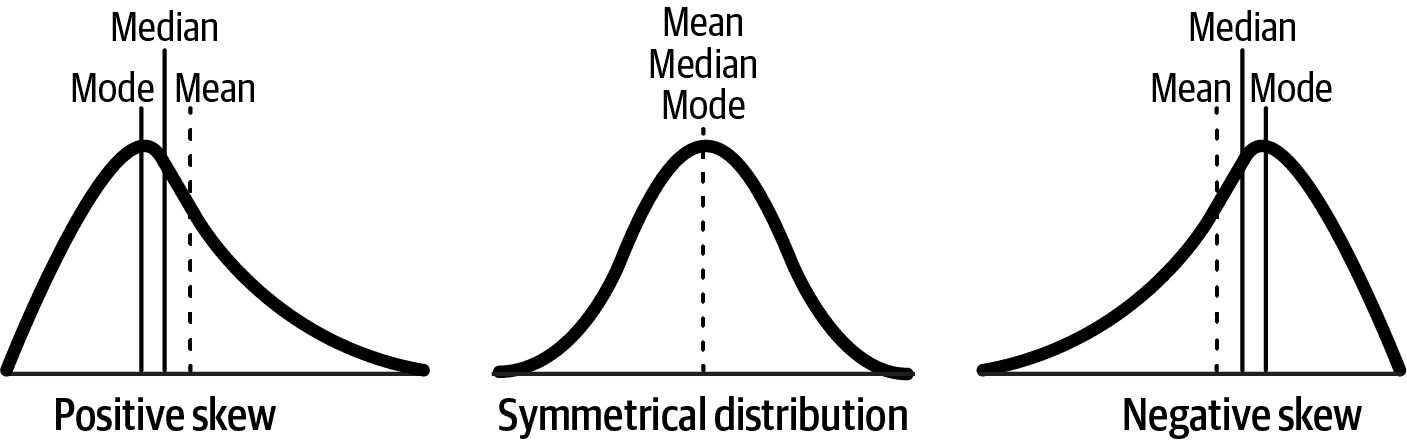 Median
Mode Mean
Positive skew
Mean
Median
Mode
Symmetrical distribution
Median
Mean Mode
Negative skew